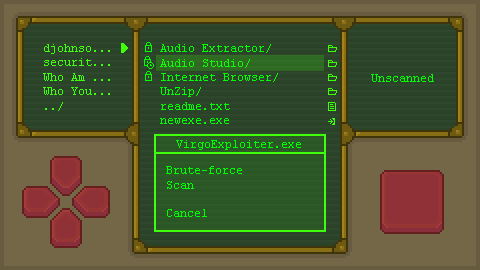 djohnso...
securit...
Who Am ...
Who You...
../
Audio Extractor/
Audio Studio/
Internet Browser/
UnZip/
readme.txt
newexe.exe
Unscanned
VirgoExploiter.exe
Brute-force
Scan
Cancel